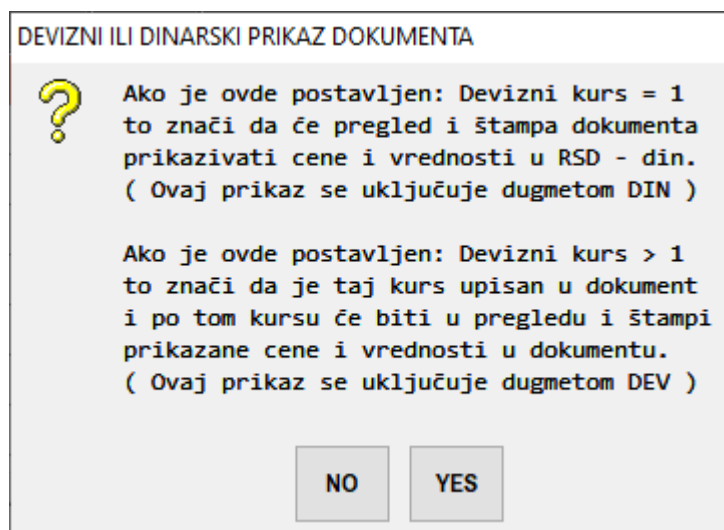 DEVIZNI ILI DINARSKI PRIKAZ DOKUMENTA
Ako je ovde postavljen: Devizni kurs = 1
to znači da će pregled i štampa dokumenta
prikazivati cene i vrednosti u RSD - din.
( Ovaj prikaz se uključuje dugmetom DIN )
Ako je ovde postavljen: Devizni kurs > 1
to znači da je taj kurs upisan u dokument
i po tom kursu će biti u pregledu i štampi
prikazane cene i vrednosti u dokumentu.
( Ovaj prikaz se uključuje dugmetom DEV )
NO YES